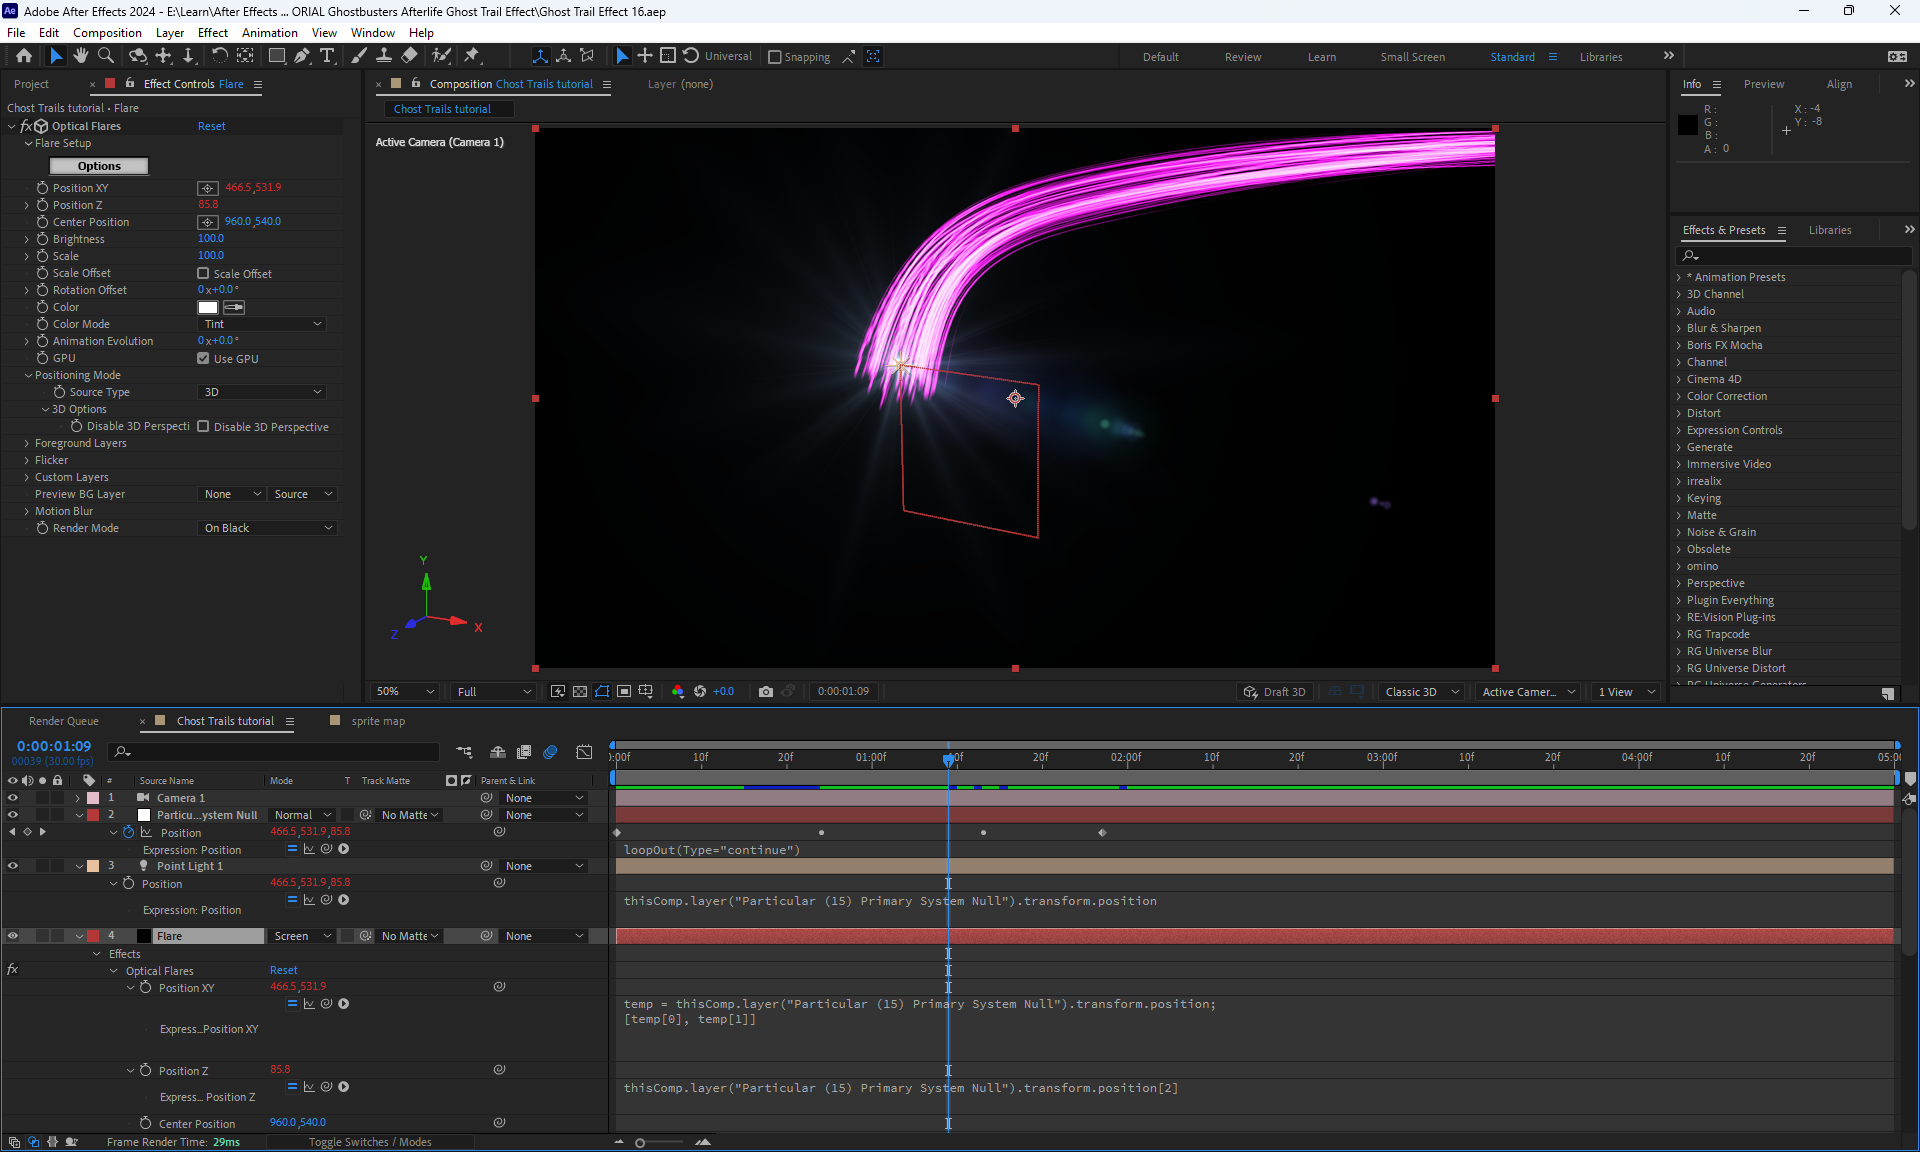 Adobe After Effects 2024 - E:\Learn\After Effects ... ORIAL Ghostbusters Afterlife Ghost Trail Effect\Ghost Trail Effect 16.aep
File Edit Composition Layer Effect Animation View Window Help
Universal Snapping Default Review Learn Small Screen Standard Libraries
Project Effect Controls Flare
Chost Trails tutorial • Flare
fx Optical Flares Reset
Flare Setup
Options
Position XY 466.5,531.9
Position Z 85.8
Center Position 960.0,540.0
Brightness 100.0
Scale 100.0
Scale Offset Scale Offset
Rotation Offset 0x+0.0°
Color
Color Mode Tint
Animation Evolution 0x+0.0°
GPU Use GPU
Positioning Mode
Source Type 3D
3D Options
Disable 3D Perspecti Disable 3D Perspective
Foreground Layers
Flicker
Custom Layers
Preview BG Layer None Source
Motion Blur
Render Mode On Black
Composition Chost Trails tutorial Layer (none)
Chost Trails tutorial
Active Camera (Camera 1)
Y
Z X
50% Full +0.0 0:00:01:09 Draft 3D Classic 3D Active Camer... 1 View
Info Preview Align
R :
G :
B :
A : 0
X : -4
Y : -8
Effects & Presets Libraries
* Animation Presets
3D Channel
Audio
Blur & Sharpen
Boris FX Mocha
Channel
Cinema 4D
Color Correction
Distort
Expression Controls
Generate
Immersive Video
irrealix
Keying
Matte
Noise & Grain
Obsolete
omino
Perspective
Plugin Everything
RE:Vision Plug-ins
RG Trapcode
RG Universe Blur
RG Universe Distort
RG Universe Generators
Render Queue Chost Trails tutorial sprite map
0:00:01:09
00039 (30.00 fps)
):00f 10f 20f 01:00f 10f 20f 02:00f 10f 20f 03:00f 10f 20f 04:00f 10f 20f 05:00
# Source Name Mode T Track Matte Parent & Link
1 Camera 1 None
2 Particu...ystem Null Normal No Matte None
Position 466.5,531.9,85.8
Expression: Position loopOut(Type="continue")
3 Point Light 1 None
Position 466.5,531.9,85.8
Expression: Position thisComp.layer("Particular (15) Primary System Null").transform.position
4 Flare Screen No Matte None
Effects
fx Optical Flares Reset
Position XY 466.5,531.9
temp = thisComp.layer("Particular (15) Primary System Null").transform.position;
[temp[0], temp[1]]
Express...Position XY
Position Z 85.8
thisComp.layer("Particular (15) Primary System Null").transform.position[2]
Express... Position Z
Center Position 960.0,540.0
Frame Render Time: 29ms Toggle Switches / Modes